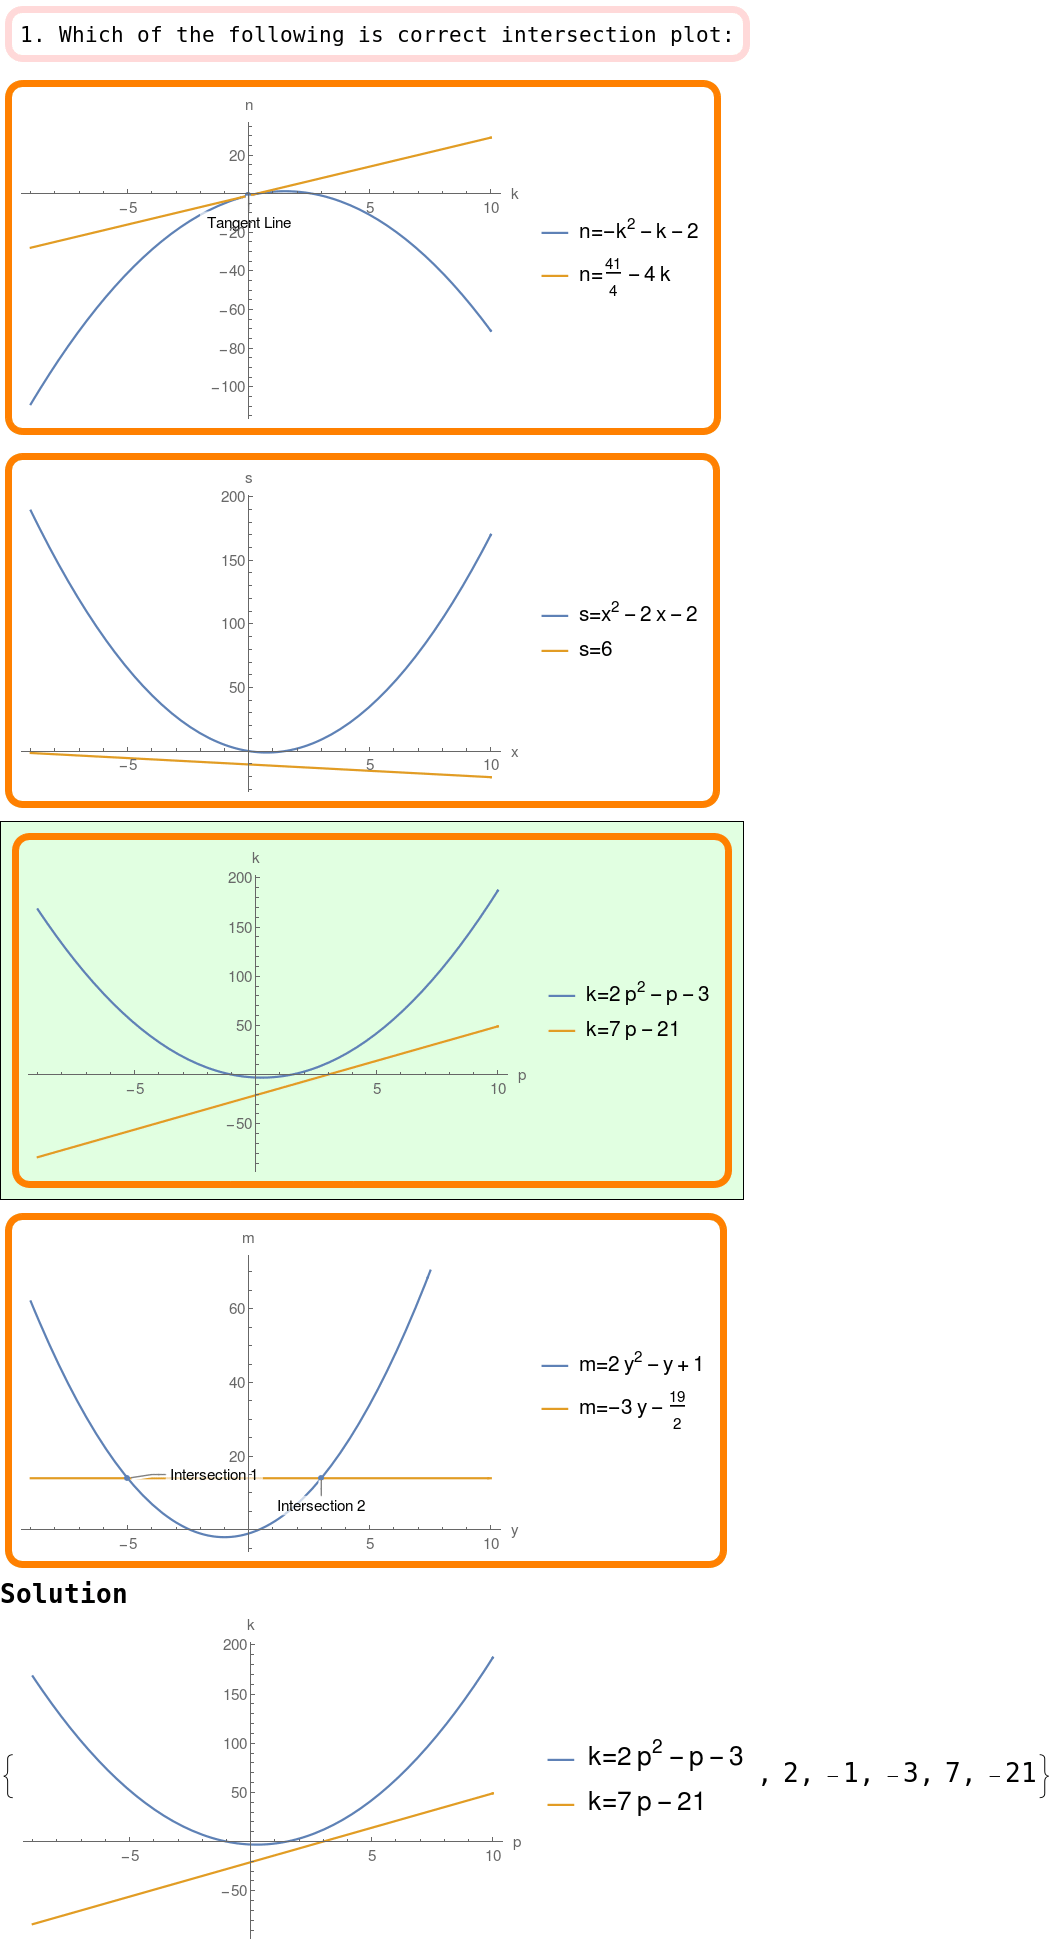 1. Which of the following is correct intersection plot:
n
20
−5 5 10 k
Tangent Line
−20
−40
−60
−80
−100
n=−k² − k − 2
n=41/4 − 4 k
s
200
150
100
50
−5 5 10 x
s=x² − 2 x − 2
s=6
k
200
150
100
50
−5 5 10 p
−50
k=2 p² − p − 3
k=7 p − 21
m
60
40
20
Intersection 1
Intersection 2
−5 5 10 y
m=2 y² − y + 1
m=−3 y − 19/2
Solution
k
200
150
100
50
−5 5 10 p
−50
k=2 p² − p − 3
k=7 p − 21
{ , 2, −1, −3, 7, −21}